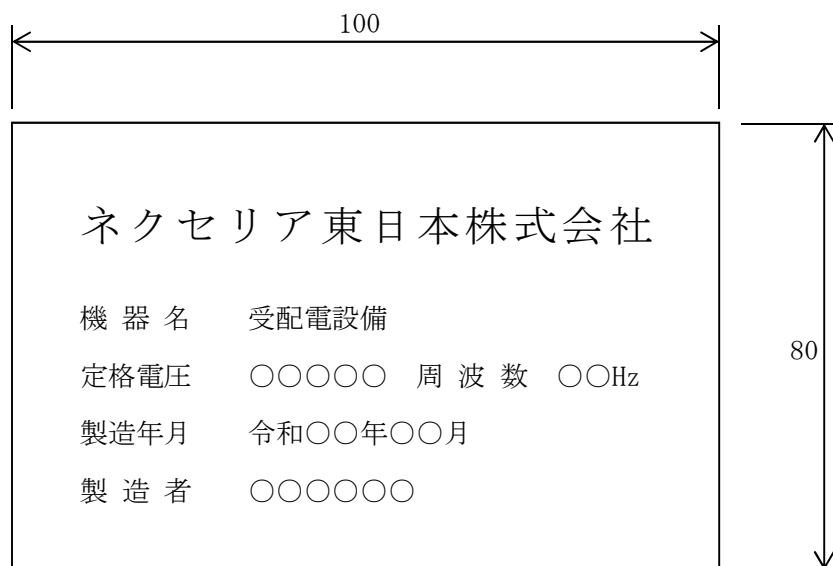 100
ネクセリア東日本株式会社
機 器 名　受配電設備
80
定格電圧　○○○○○　周 波 数　○○Hz
製造年月　令和○○年○○月
製 造 者　○○○○○○